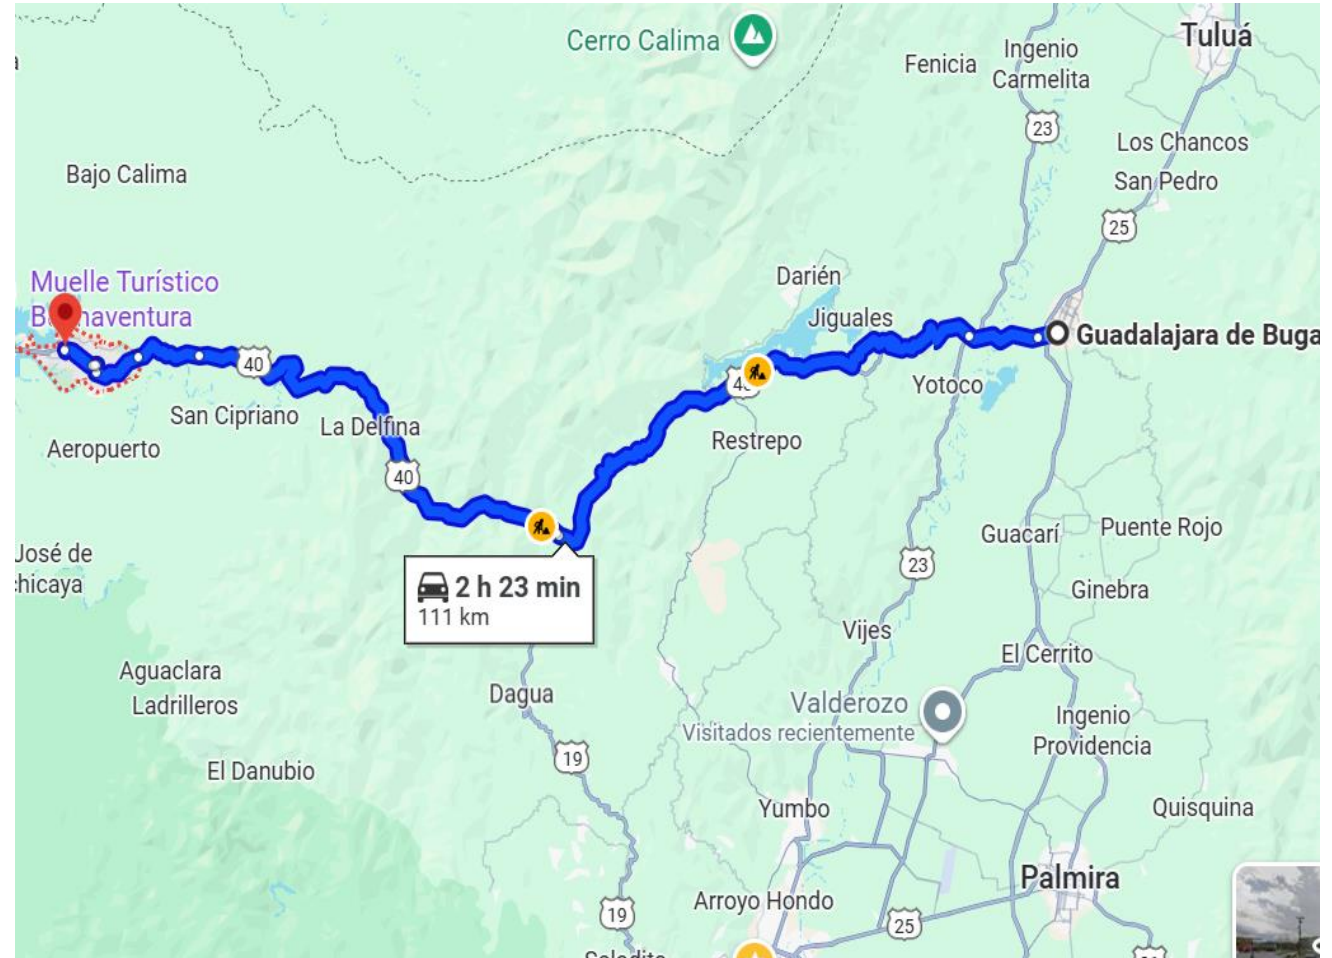 Cerro Calima
Tuluá
Fenicia
Ingenio
Carmelita
23
Los Chancos
San Pedro
Bajo Calima
25
Muelle Turístico
Buenaventura
Darién
Jiguales
Guadalajara de Buga
40
Yotoco
San Cipriano
La Delfina
Aeropuerto
Restrepo
40
José de
Guacarí
Puente Rojo
23
Ginebra
2 h 23 min
111 km
Vijes
El Cerrito
Aguaclara
Ladrilleros
Dagua
Valderozo
Visitados recientemente
Ingenio
Providencia
El Danubio
19
Yumbo
Quisquina
Palmira
Arroyo Hondo
19
25